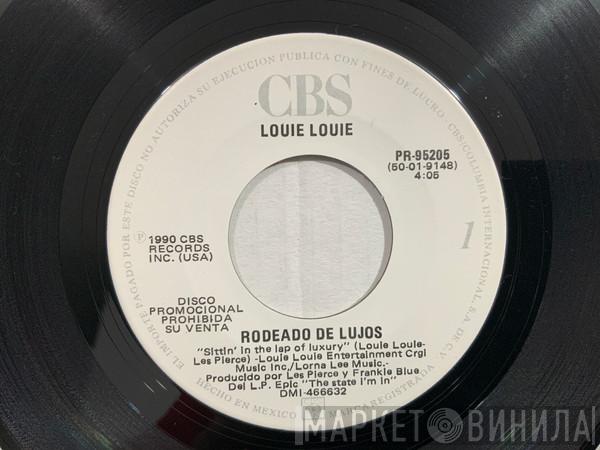 EL IMPORTE PAGADO POR ESTE DISCO NO AUTORIZA SU EJECUCION PUBLICA CON FINES DE LUCRO - CBS/COLUMBIA INTERNACIONAL, S.A. DE C.V.
CBS
LOUIE LOUIE
PR-95205
(50-01-9148)
4:05
℗ 1990 CBS
RECORDS
INC. (USA)
1
DISCO
PROMOCIONAL
PROHIBIDA
SU VENTA
RODEADO DE LUJOS
"Sittin' in the lap of luxury" (Louie Louie-
Les Pierce) -Louie Louie Entertainment Crgl
Music Inc./Lorna Lee Music.-
Producido por Les Pierce y Frankie Blue
Del L.P. Epic "The state I'm in"
DMI-466632
HECHO EN MEXICO MARCA REGISTRADA
МАРКЕТ ВИНИЛА